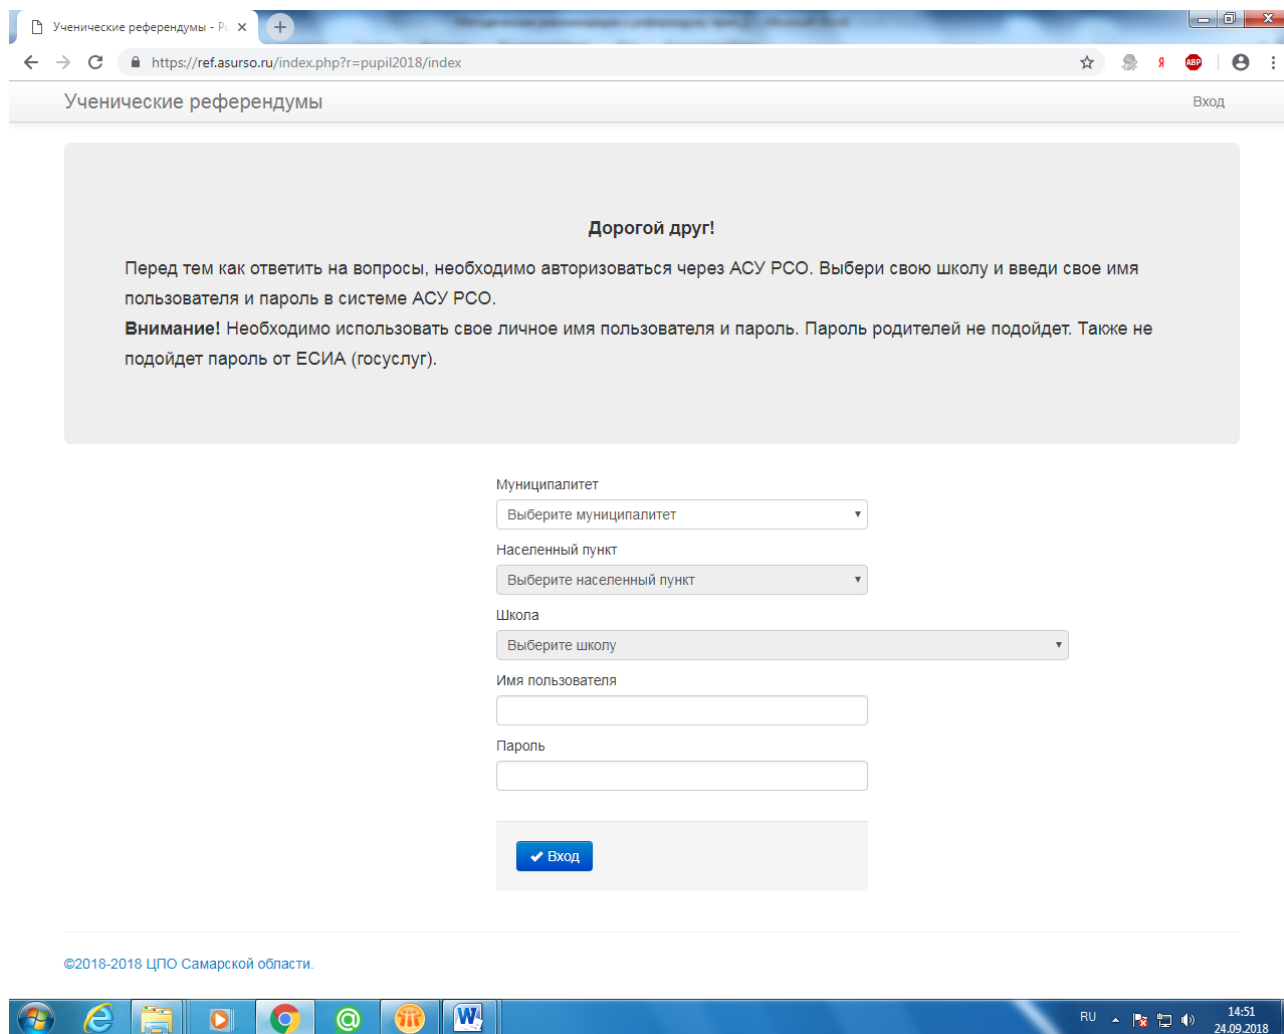 Ученические референдумы - Pu
https://ref.asurso.ru/index.php?r=pupil2018/index
Я
ABP
Ученические референдумы
Вход
Дорогой друг!
Перед тем как ответить на вопросы, необходимо авторизоваться через АСУ РСО. Выбери свою школу и введи свое имя
пользователя и пароль в системе АСУ РСО.
Внимание! Необходимо использовать свое личное имя пользователя и пароль. Пароль родителей не подойдет. Также не
подойдет пароль от ЕСИА (госуслуг).
Муниципалитет
Выберите муниципалитет
Населенный пункт
Выберите населенный пункт
Школа
Выберите школу
Имя пользователя
Пароль
Вход
©2018-2018 ЦПО Самарской области.
RU
14:51
24.09.2018